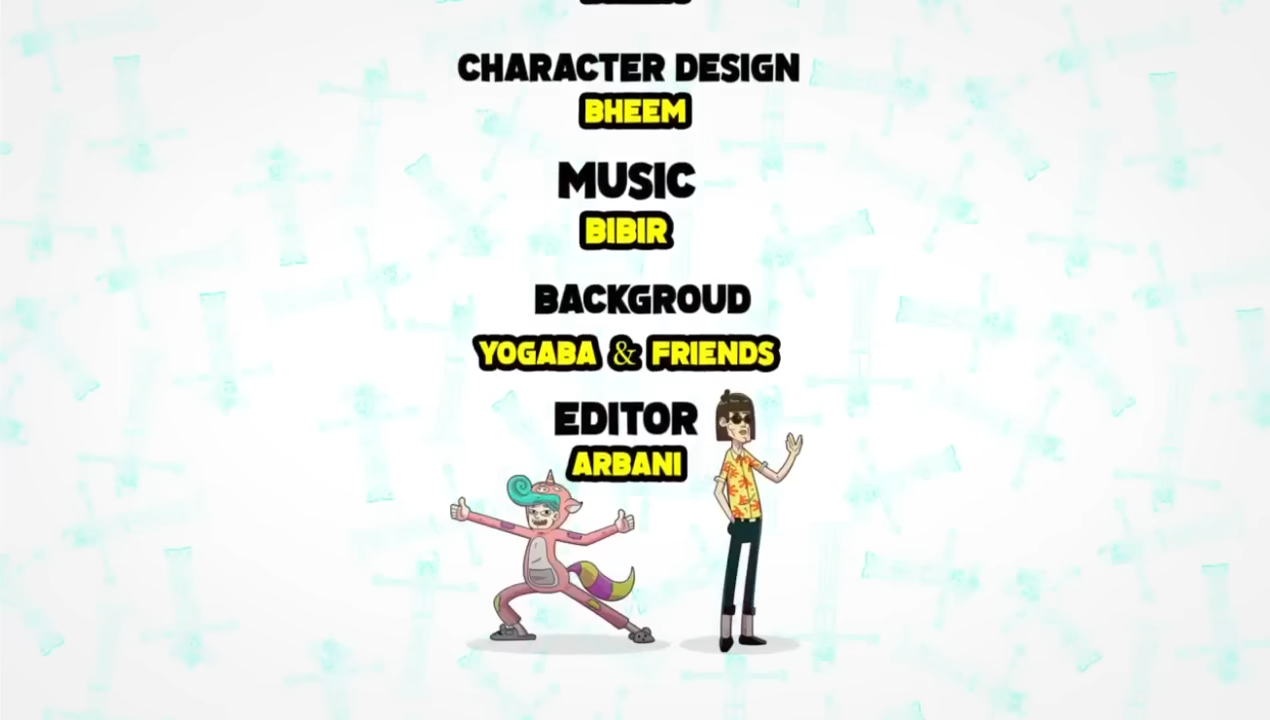 CHARACTER DESIGN
BHEEM
MUSIC
BIBIR
BACKGROUD
YOGABA & FRIENDS
EDITOR
ARBANI